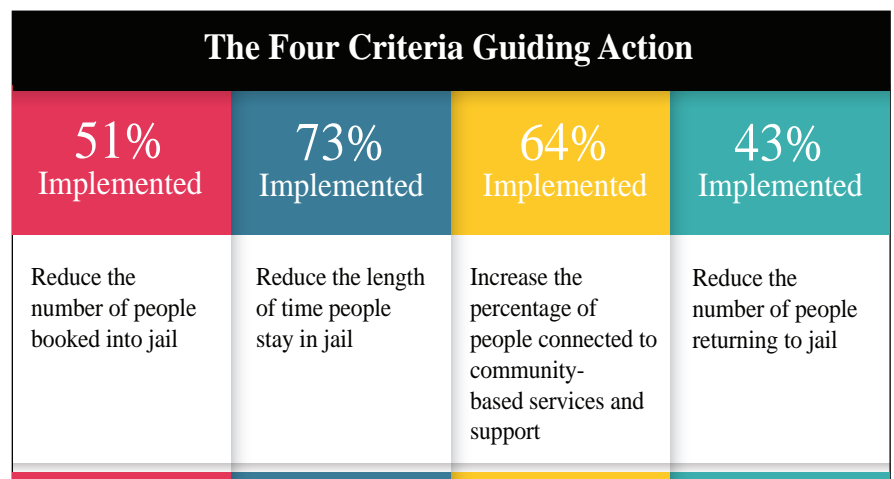 The Four Criteria Guiding Action
51%
Implemented
73%
Implemented
64%
Implemented
43%
Implemented
Reduce the
number of people
booked into jail
Reduce the length
of time people
stay in jail
Increase the
percentage of
people connected to
community-
based services and
support
Reduce the
number of people
returning to jail